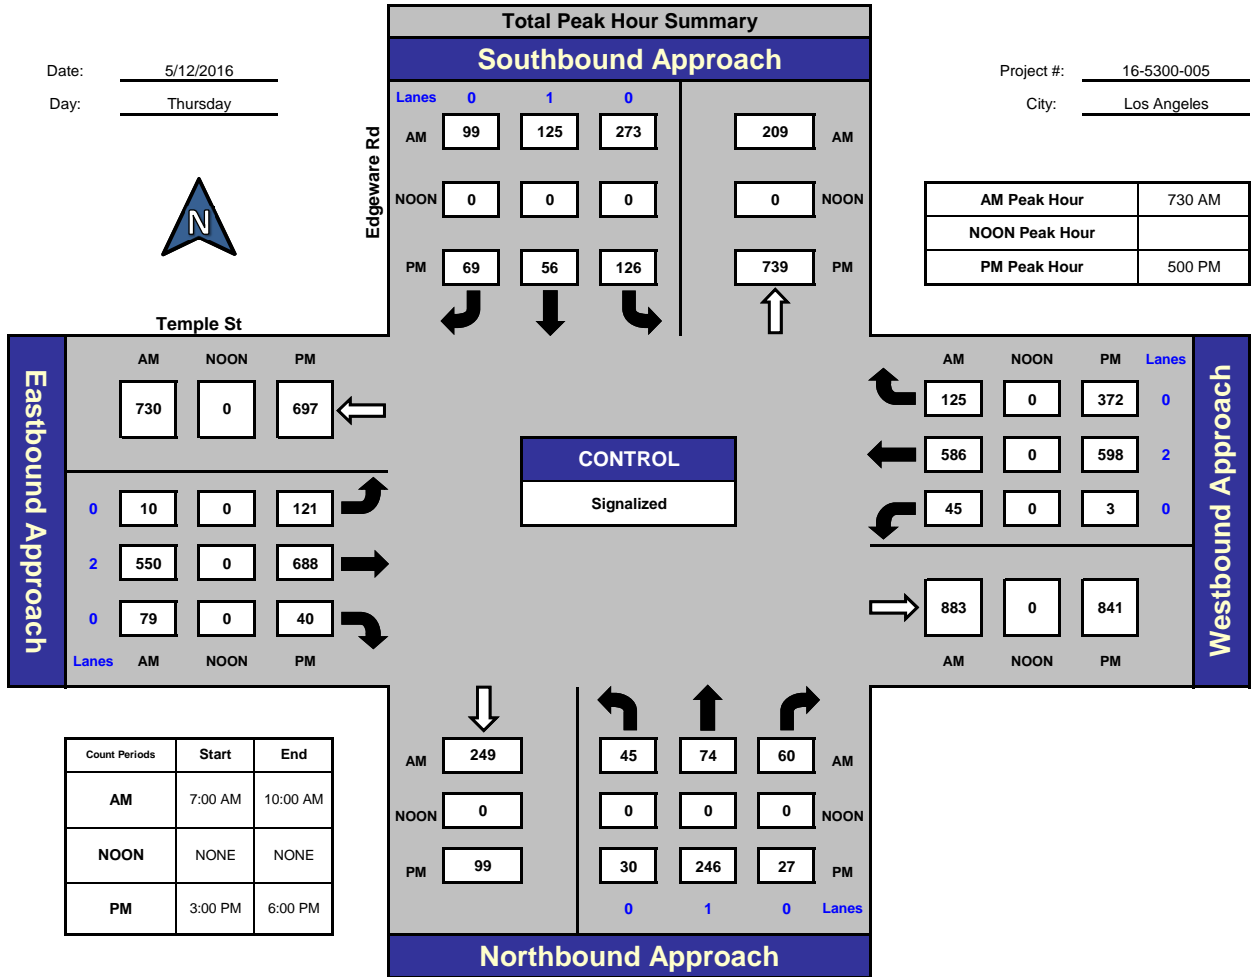 Total Peak Hour Summary
Southbound Approach
Date: 5/12/2016
Day: Thursday
Project #: 16-5300-005
City: Los Angeles
N
Edgeware Rd
Lanes 0 1 0
AM 99 125 273 209 AM
NOON 0 0 0 0 NOON
PM 69 56 126 739 PM
AM Peak Hour 730 AM
NOON Peak Hour
PM Peak Hour 500 PM
Temple St
Eastbound Approach
AM NOON PM
730 0 697
0 10 0 121
2 550 0 688
0 79 0 40
Lanes AM NOON PM
CONTROL
Signalized
AM NOON PM Lanes
125 0 372 0
586 0 598 2
45 0 3 0
883 0 841
AM NOON PM
Westbound Approach
Count Periods Start End
AM 7:00 AM 10:00 AM
NOON NONE NONE
PM 3:00 PM 6:00 PM
AM 249 45 74 60 AM
NOON 0 0 0 0 NOON
PM 99 30 246 27 PM
0 1 0 Lanes
Northbound Approach